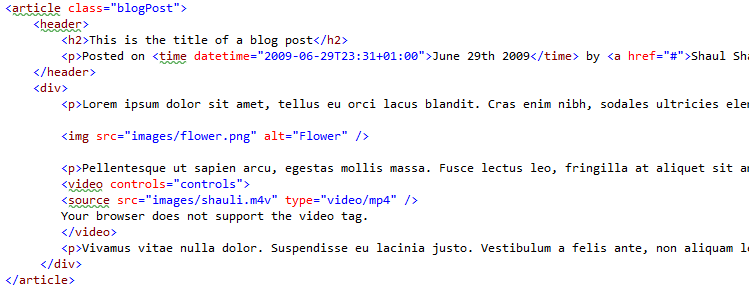 <article class="blogPost">
<header>
<h2>This is the title of a blog post</h2>
<p>Posted on <time datetime="2009-06-29T23:31+01:00">June 29th 2009</time> by <a href="#">Shaul Sha
</header>
<div>
<p>Lorem ipsum dolor sit amet, tellus eu orci lacus blandit. Cras enim nibh, sodales ultricies ele
<img src="images/flower.png" alt="Flower" />
<p>Pellentesque ut sapien arcu, egestas mollis massa. Fusce lectus leo, fringilla at aliquet sit a
<video controls="controls">
<source src="images/shauli.m4v" type="video/mp4" />
Your browser does not support the video tag.
</video>
<p>Vivamus vitae nulla dolor. Suspendisse eu lacinia justo. Vestibulum a felis ante, non aliquam l
</div>
</article>